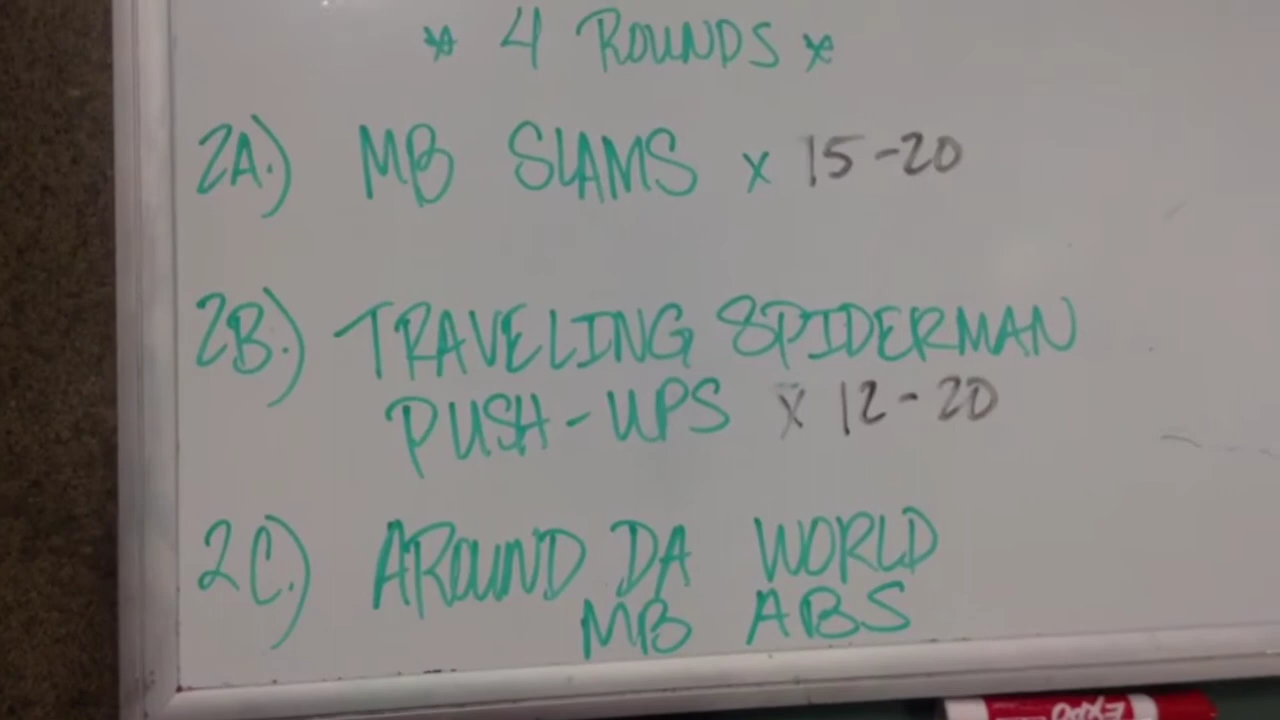 * 4 ROUNDS *
2A.) MB SLAMS x 15-20
2B.) TRAVELING SPIDERMAN
PUSH-UPS x 12-20
2C.) AROUND DA WORLD
MB ABS
EXPO